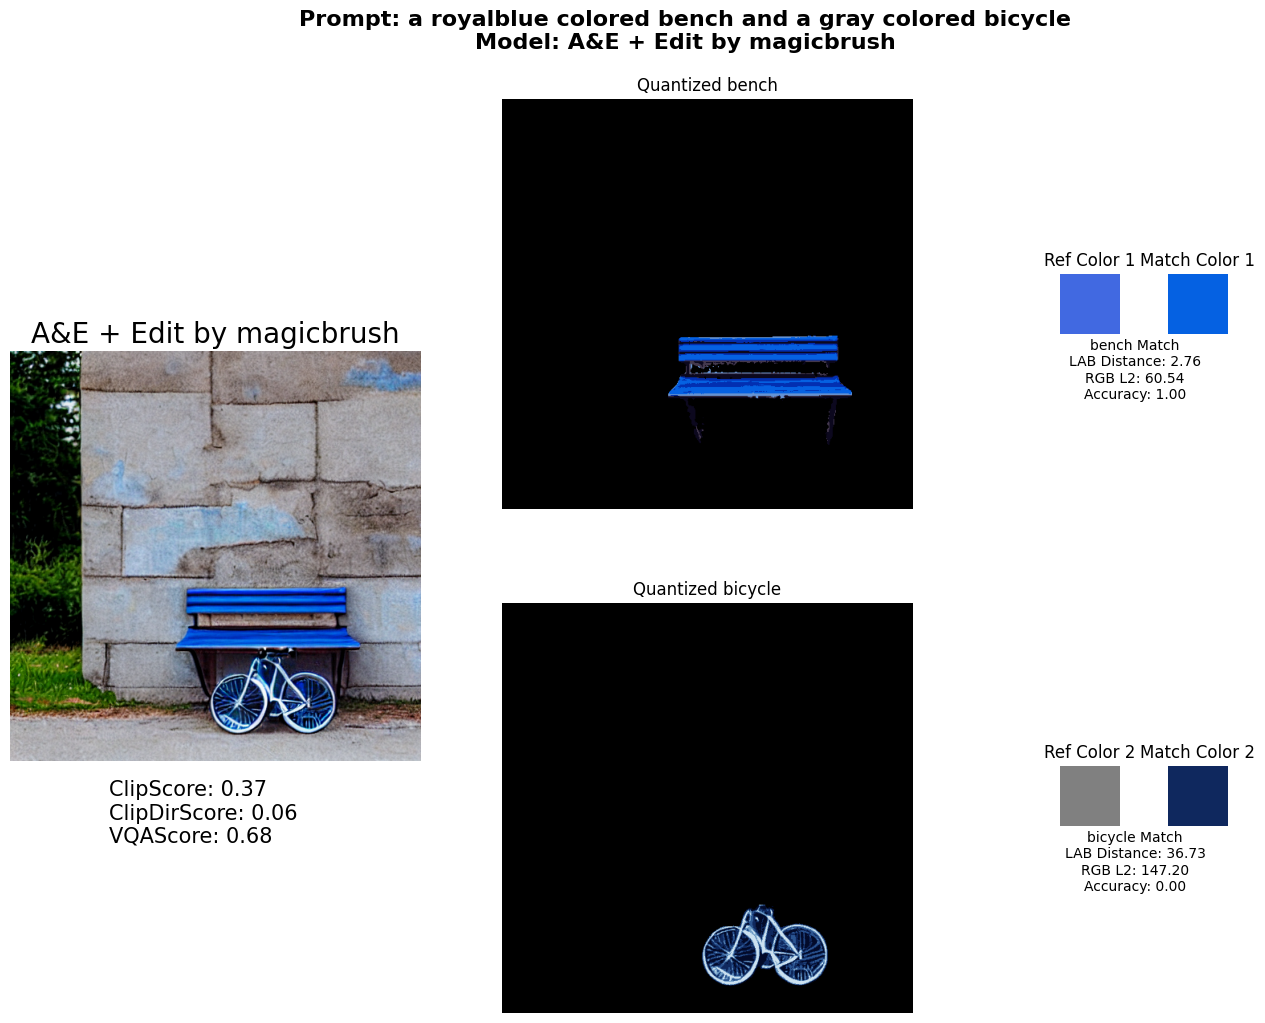 Prompt: a royalblue colored bench and a gray colored bicycle
Model: A&E + Edit by magicbrush
Quantized bench
Ref Color 1 Match Color 1
bench Match
LAB Distance: 2.76
RGB L2: 60.54
Accuracy: 1.00
A&E + Edit by magicbrush
ClipScore: 0.37
ClipDirScore: 0.06
VQAScore: 0.68
Quantized bicycle
Ref Color 2 Match Color 2
bicycle Match
LAB Distance: 36.73
RGB L2: 147.20
Accuracy: 0.00